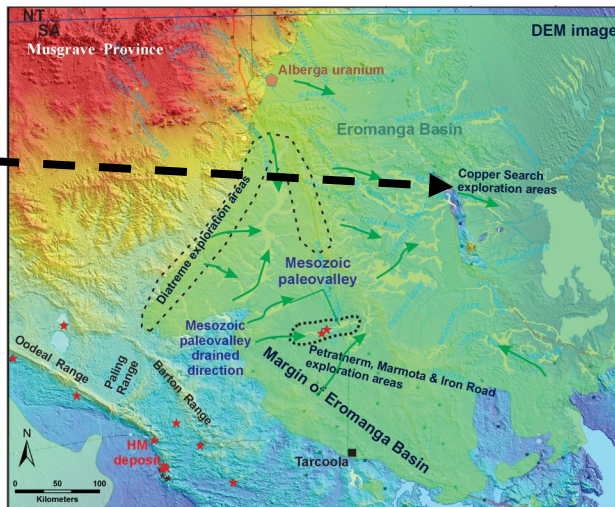 NT
SA
Musgrave Province
DEM image
Alberga uranium
Eromanga Basin
Copper Search
exploration areas
Diatreme exploration areas
Mesozoic
paleovalley
Mesozoic
paleovalley
drained
direction
Petratherm, Marmota & Iron Road
exploration areas
Margin of Eromanga Basin
Oodeal Range
Paling
Range
Barton Range
N
HM
deposit
Tarcoola
0 50 100
Kilometers